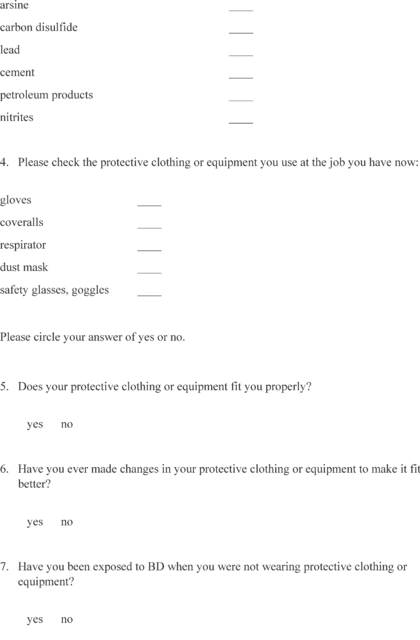 arsine ____
carbon disulfide ____
lead ____
cement ____
petroleum products ____
nitrites ____
4. Please check the protective clothing or equipment you use at the job you have now:
gloves ____
coveralls ____
respirator ____
dust mask ____
safety glasses, goggles ____
Please circle your answer of yes or no.
5. Does your protective clothing or equipment fit you properly?
yes no
6. Have you ever made changes in your protective clothing or equipment to make it fit
better?
yes no
7. Have you been exposed to BD when you were not wearing protective clothing or
equipment?
yes no